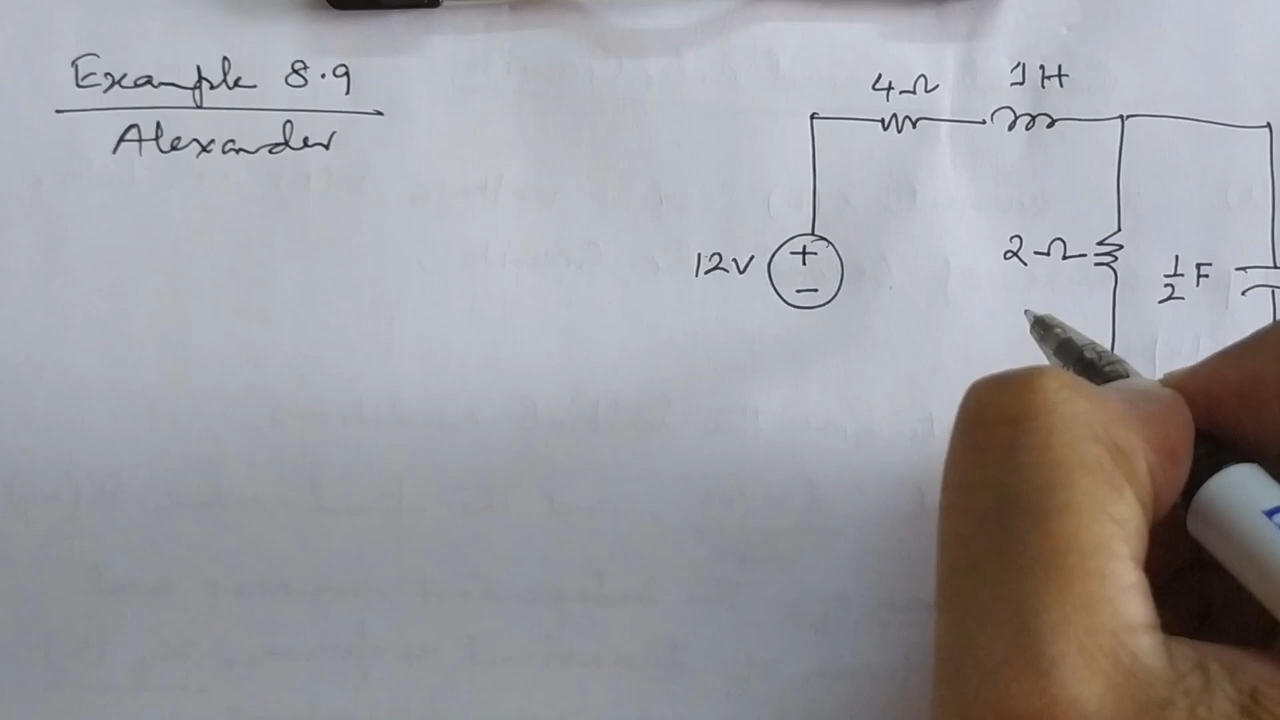 Example 8.9
Alexander
4Ω
1H
12V
+
−
2Ω
1/2 F